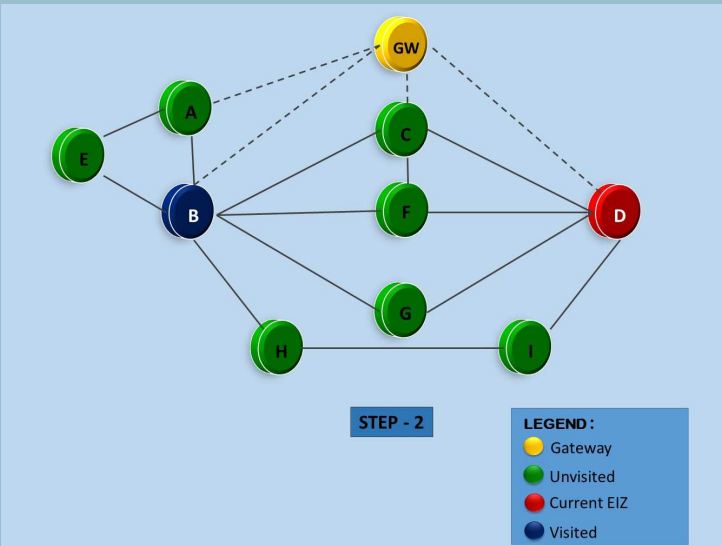 GW
A
C
E
B
F
D
G
H
I
STEP - 2
LEGEND :
Gateway
Unvisited
Current EIZ
Visited